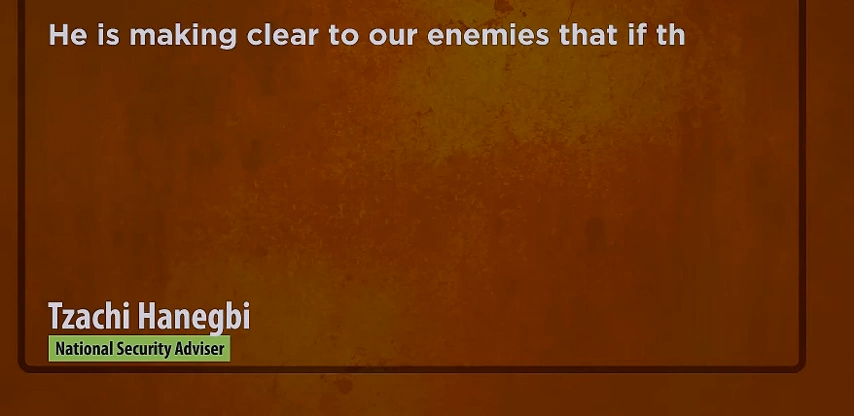 He is making clear to our enemies that if th
Tzachi Hanegbi
National Security Adviser